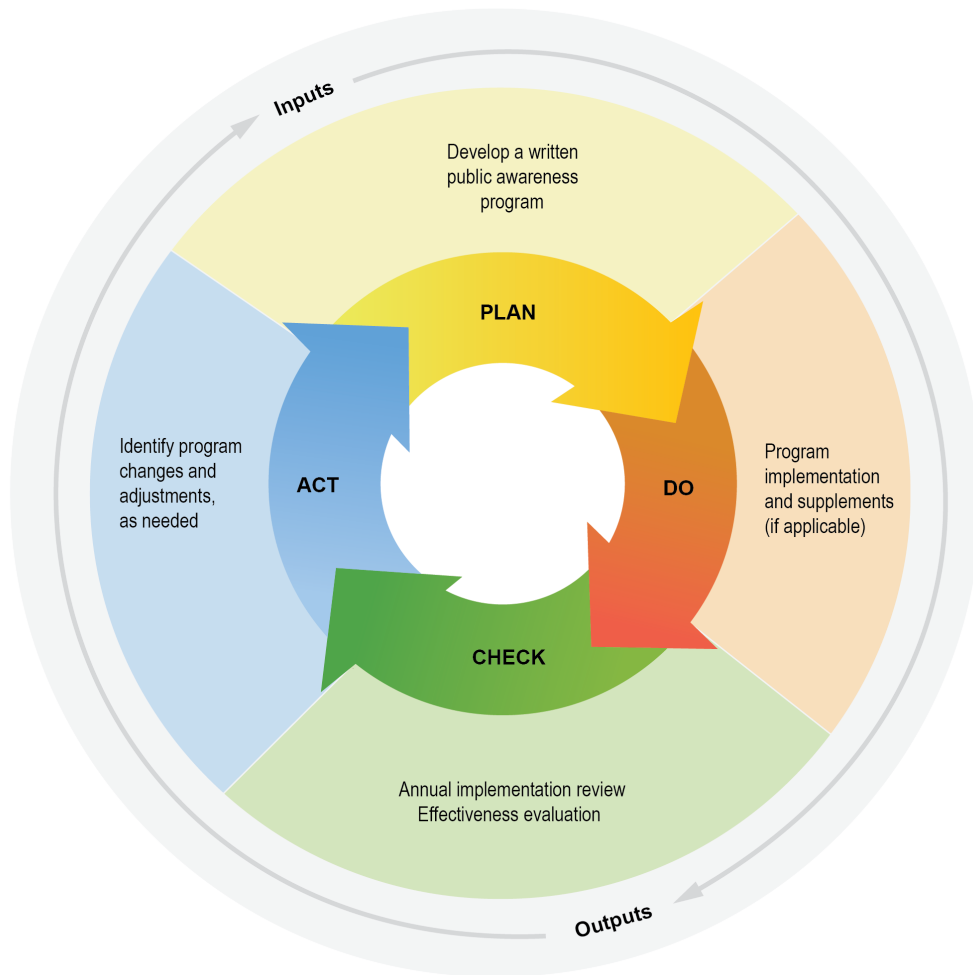 Inputs
Develop a written
public awareness
program
PLAN
Identify program
changes and
adjustments,
as needed
ACT
DO
Program
implementation
and supplements
(if applicable)
CHECK
Annual implementation review
Effectiveness evaluation
Outputs